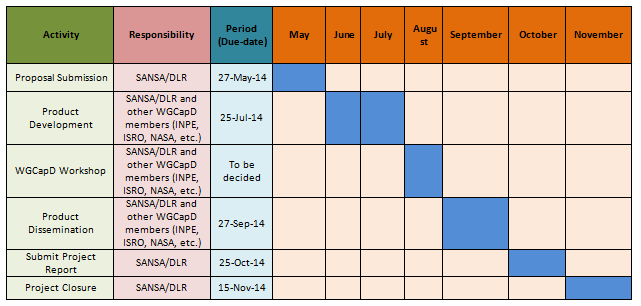 Activity
Responsibility
Period
(Due-date)
May
June
July
Augu
st
September
October
November
Proposal Submission
SANSA/DLR
27-May-14
Product
Development
SANSA/DLR and
other WGCapD
members (INPE,
ISRO, NASA, etc.)
25-Jul-14
WGCapD Workshop
SANSA/DLR and
other WGCapD
members (INPE,
ISRO, NASA, etc.)
To be
decided
Product
Dissemination
SANSA/DLR and
other WGCapD
members (INPE,
ISRO, NASA, etc.)
27-Sep-14
Submit Project
Report
SANSA/DLR
25-Oct-14
Project Closure
SANSA/DLR
15-Nov-14